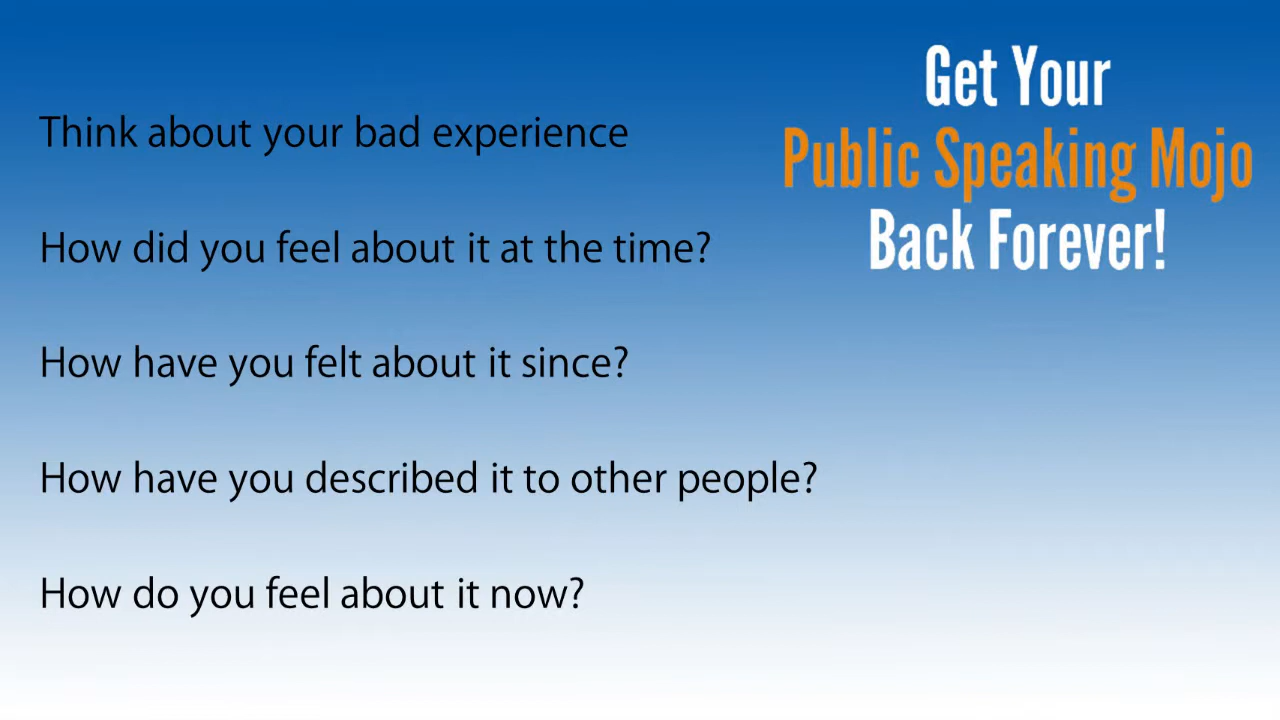 Get Your
Public Speaking Mojo
Back Forever!
Think about your bad experience
How did you feel about it at the time?
How have you felt about it since?
How have you described it to other people?
How do you feel about it now?